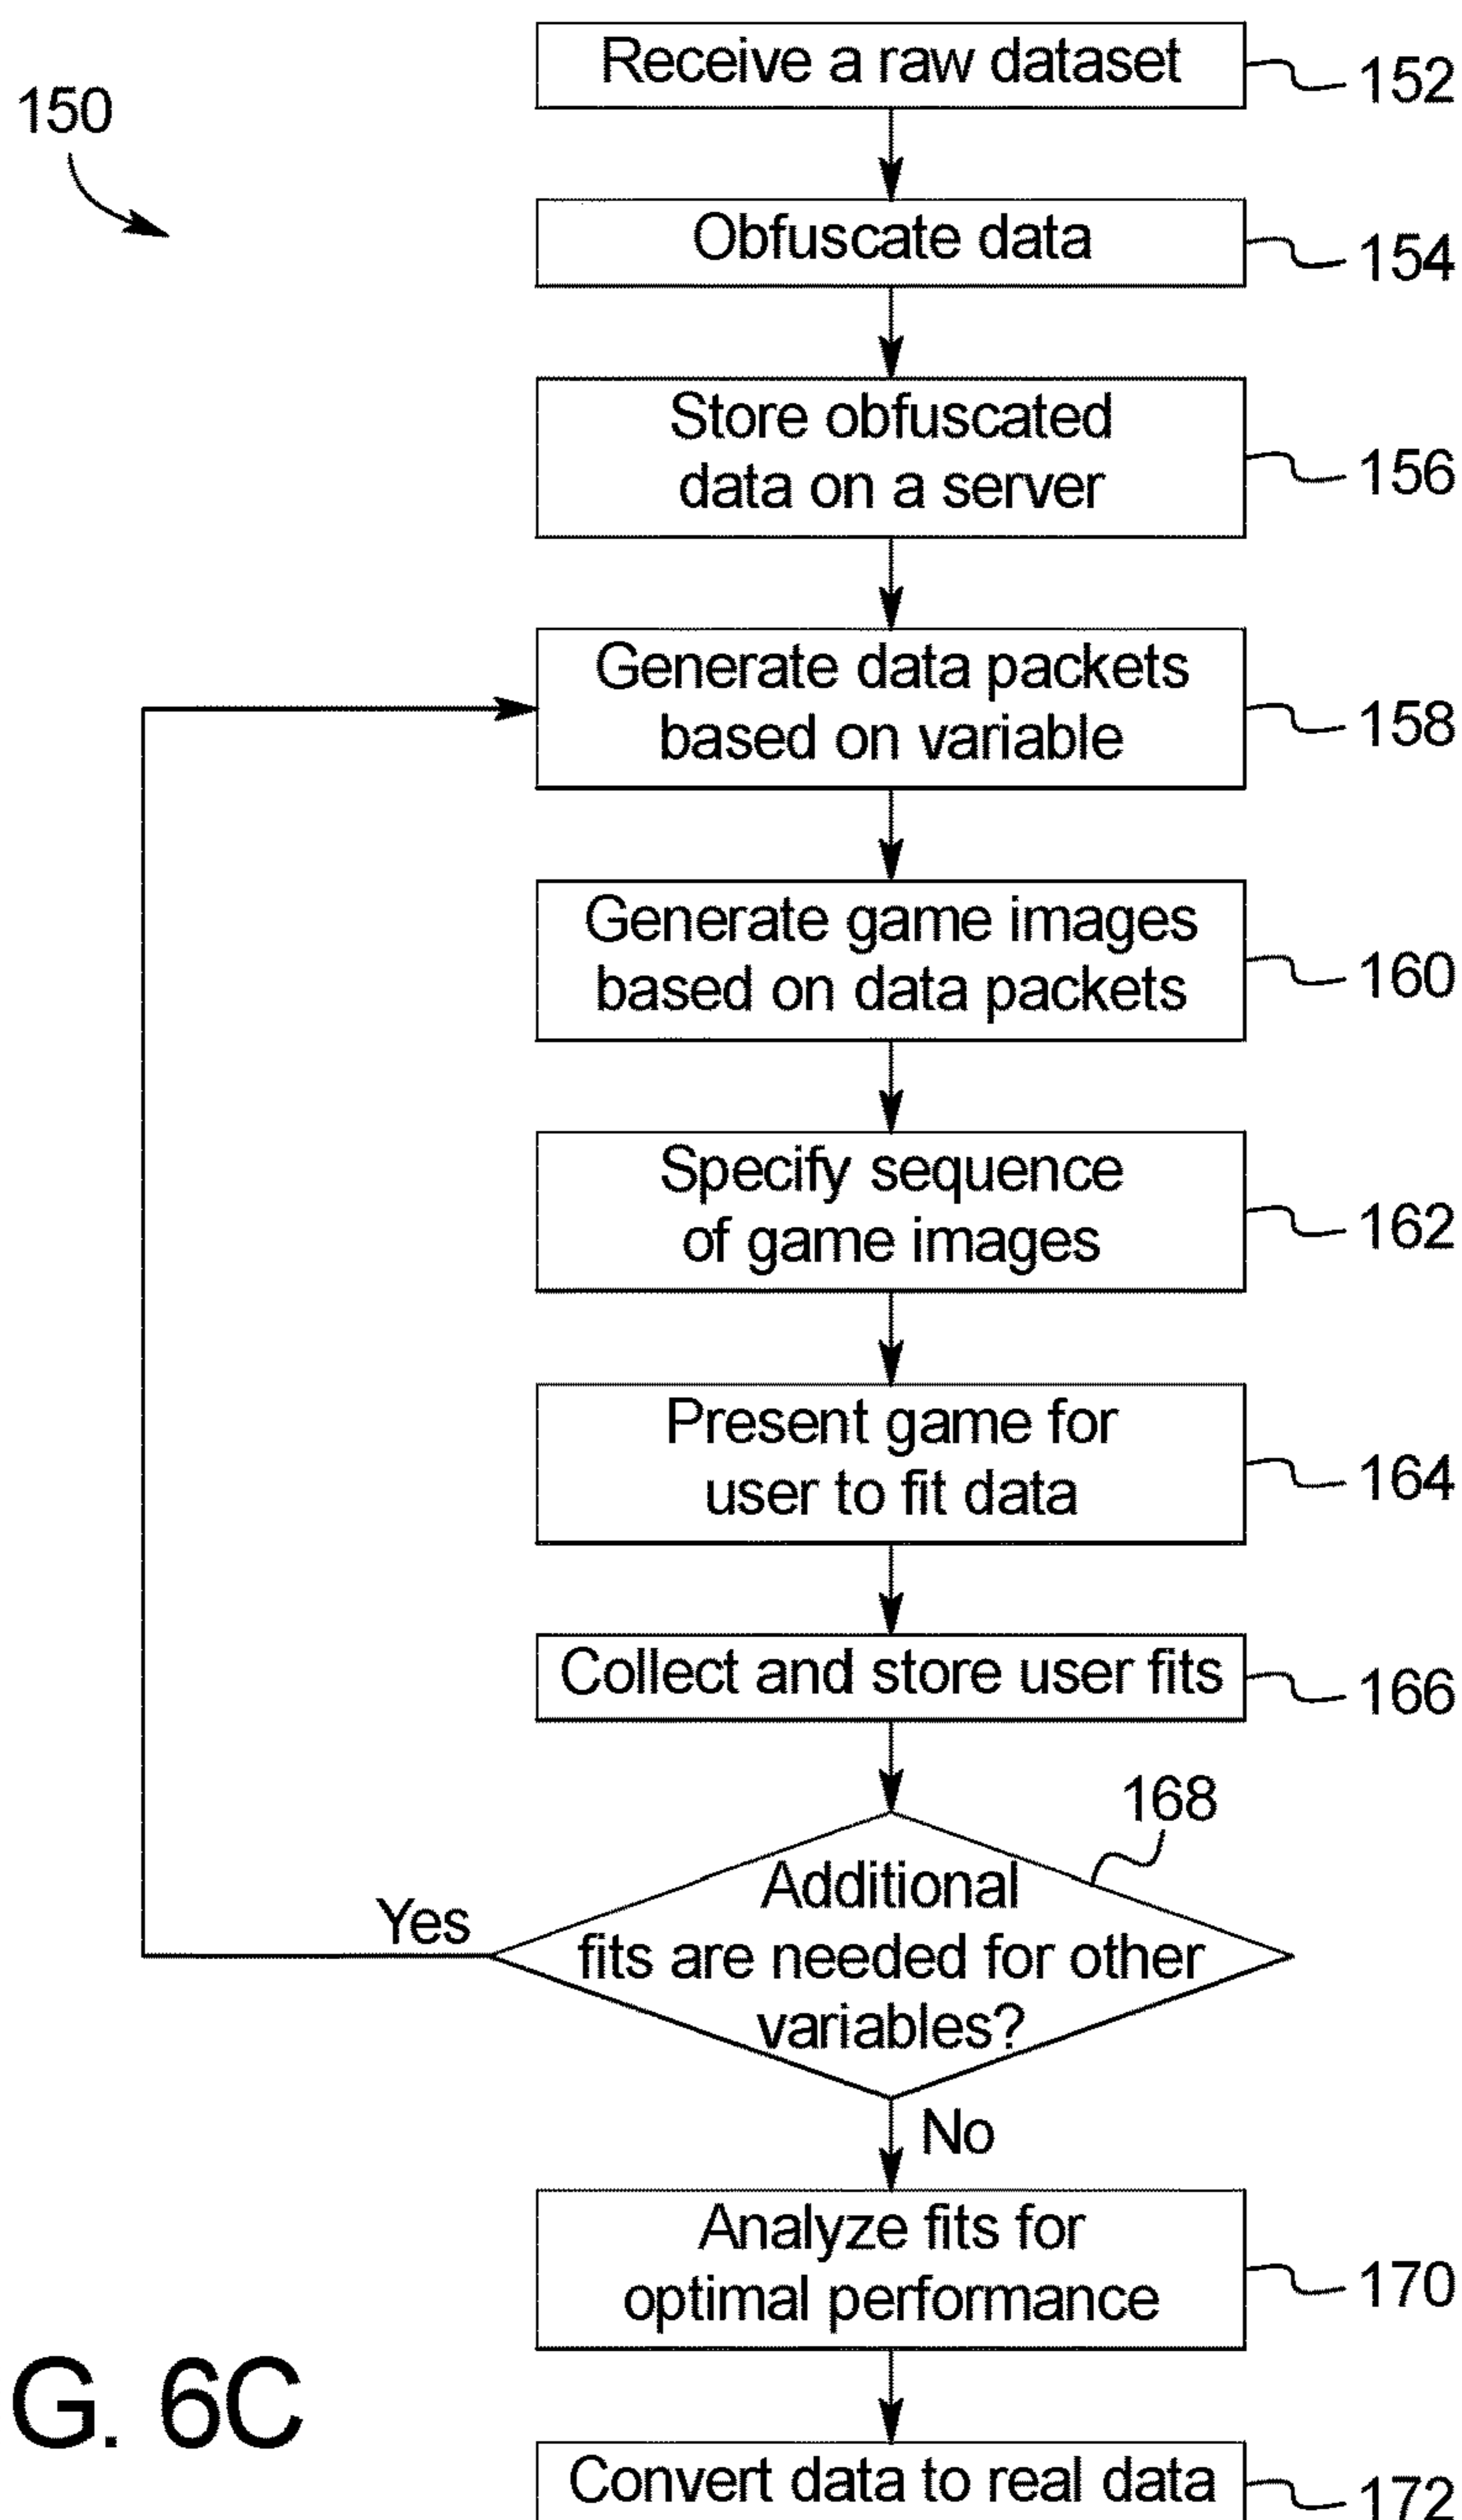 Receive a raw dataset
152
150
Obfuscate data
154
Store obfuscated
data on a server
156
Generate data packets
based on variable
158
Generate game images
based on data packets
160
Specify sequence
of game images
162
Present game for
user to fit data
164
Collect and store user fits
166
168
Additional
fits are needed for other
variables?
Yes
No
Analyze fits for
optimal performance
170
G. 6C
Convert data to real data
172